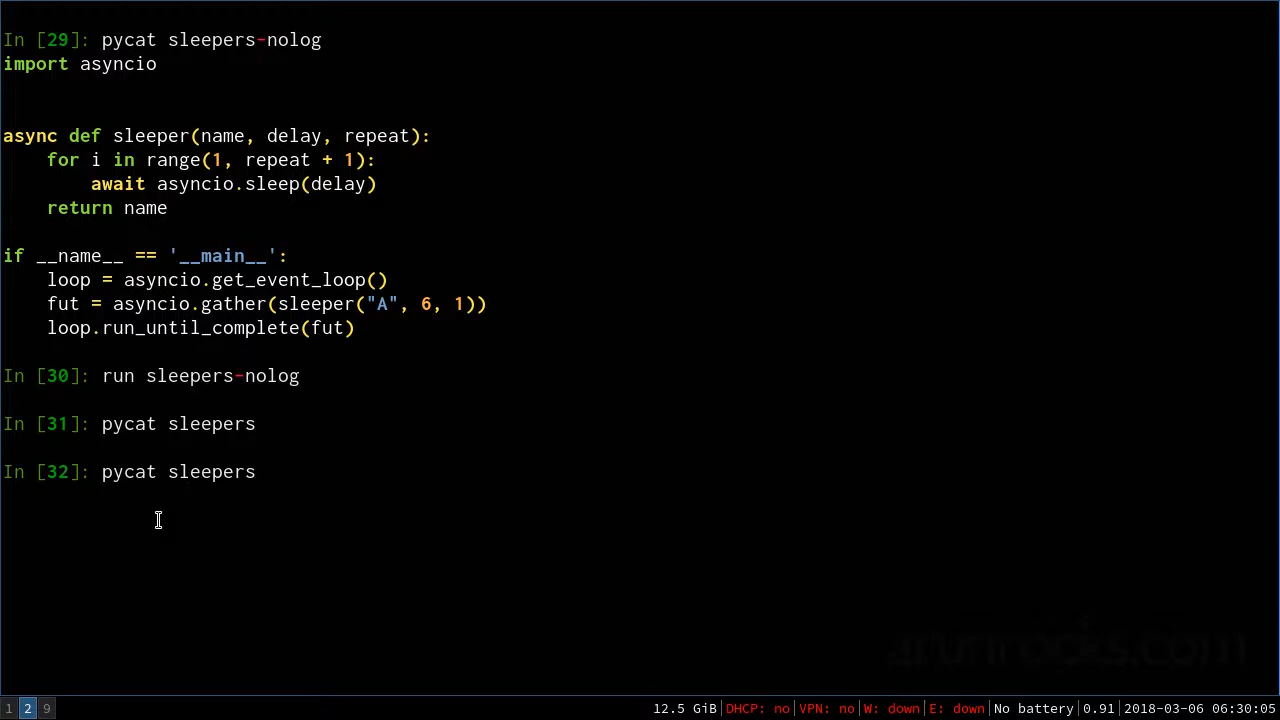 In [29]: pycat sleepers-nolog
import asyncio
async def sleeper(name, delay, repeat):
    for i in range(1, repeat + 1):
        await asyncio.sleep(delay)
    return name
if __name__ == '__main__':
    loop = asyncio.get_event_loop()
    fut = asyncio.gather(sleeper("A", 6, 1))
    loop.run_until_complete(fut)
In [30]: run sleepers-nolog
In [31]: pycat sleepers
In [32]: pycat sleepers
1 2 9 12.5 GiB|DHCP: no|VPN: no|W: down|E: down|No battery|0.91|2018-03-06 06:30:05